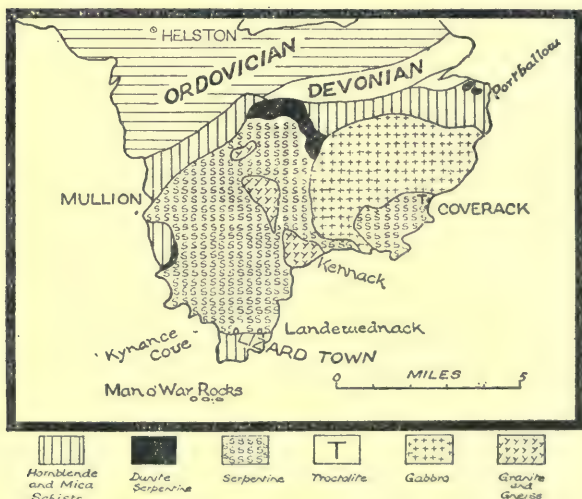 HELSTON
ORDOVICIAN
DEVONIAN
Porthallow
MULLION
COVERACK
Kennack
Landewednack
"Kynance Cove"
LIZARD TOWN
Man o' War Rocks
MILES
0 5
T
Hornblende and Mica Schists
Dunite Serpentine
Serpentine
Troctolite
Gabbro
Granite and Gneiss